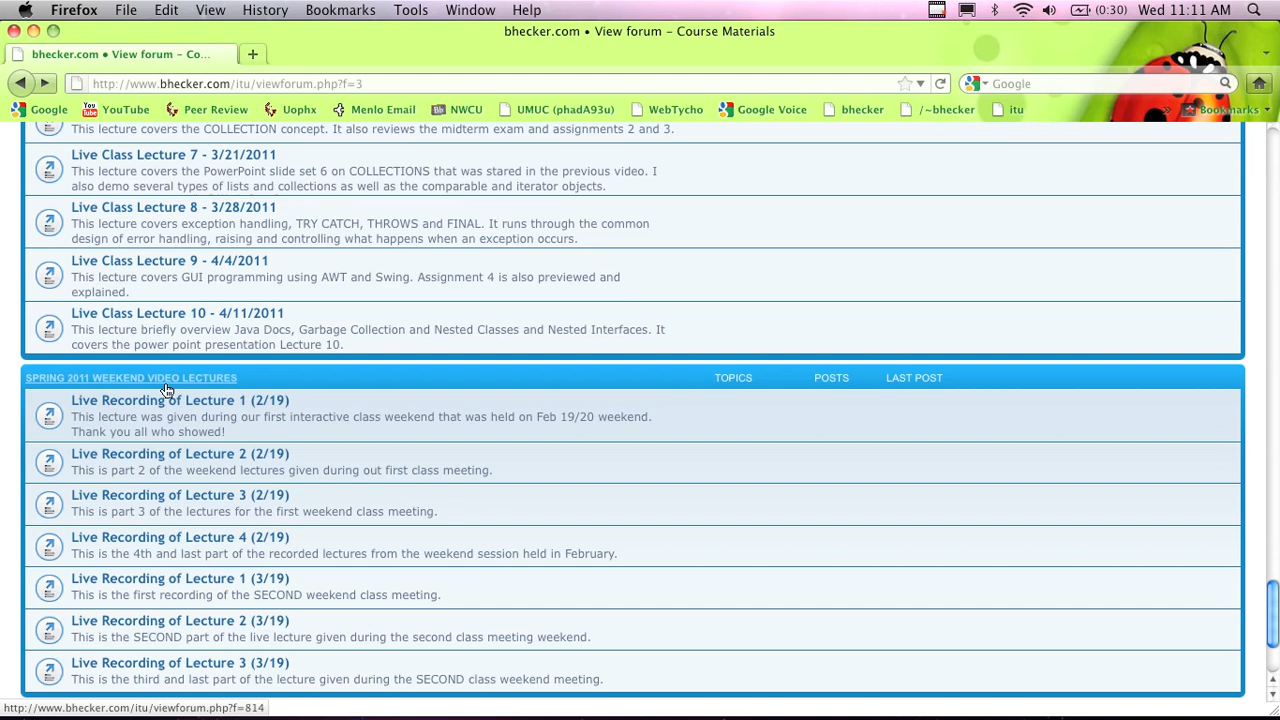 Firefox File Edit View History Bookmarks Tools Window Help (0:30) Wed 11:11 AM
bhecker.com • View forum – Course Materials
bhecker.com • View forum – Co...
http://www.bhecker.com/itu/viewforum.php?f=3 Google
Google YouTube Peer Review Uophx Menlo Email NWCU UMUC (phadA93u) WebTycho Google Voice bhecker /~bhecker itu » Bookmarks
This lecture covers the COLLECTION concept. It also reviews the midterm exam and assignments 2 and 3.
Live Class Lecture 7 - 3/21/2011
This lecture covers the PowerPoint slide set 6 on COLLECTIONS that was stared in the previous video. I
also demo several types of lists and collections as well as the comparable and iterator objects.
Live Class Lecture 8 - 3/28/2011
This lecture covers exception handling, TRY CATCH, THROWS and FINAL. It runs through the common
design of error handling, raising and controlling what happens when an exception occurs.
Live Class Lecture 9 - 4/4/2011
This lecture covers GUI programming using AWT and Swing. Assignment 4 is also previewed and
explained.
Live Class Lecture 10 - 4/11/2011
This lecture briefly overview Java Docs, Garbage Collection and Nested Classes and Nested Interfaces. It
covers the power point presentation Lecture 10.
SPRING 2011 WEEKEND VIDEO LECTURES TOPICS POSTS LAST POST
Live Recording of Lecture 1 (2/19)
This lecture was given during our first interactive class weekend that was held on Feb 19/20 weekend.
Thank you all who showed!
Live Recording of Lecture 2 (2/19)
This is part 2 of the weekend lectures given during out first class meeting.
Live Recording of Lecture 3 (2/19)
This is part 3 of the lectures for the first weekend class meeting.
Live Recording of Lecture 4 (2/19)
This is the 4th and last part of the recorded lectures from the weekend session held in February.
Live Recording of Lecture 1 (3/19)
This is the first recording of the SECOND weekend class meeting.
Live Recording of Lecture 2 (3/19)
This is the SECOND part of the live lecture given during the second class meeting weekend.
Live Recording of Lecture 3 (3/19)
This is the third and last part of the lecture given during the SECOND class weekend meeting.
http://www.bhecker.com/itu/viewforum.php?f=814